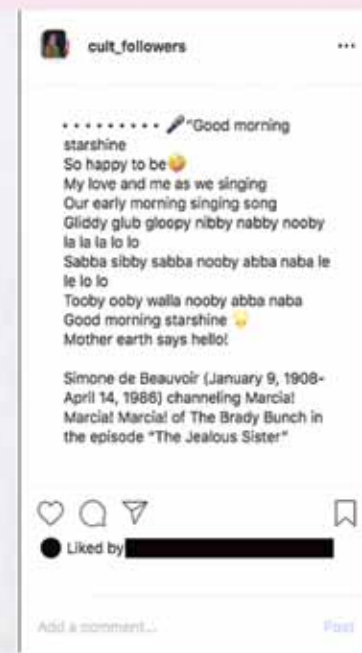 cult_followers ...
• • • • • • • • • 🎤"Good morning
starshine
So happy to be🤣
My love and me as we singing
Our early morning singing song
Gliddy glub gloopy nibby nabby nooby
la la la lo lo
Sabba sibby sabba nooby abba naba le
le lo lo
Tooby ooby walla nooby abba naba
Good morning starshine 🌟
Mother earth says hello!
Simone de Beauvoir (January 9, 1908-
April 14, 1986) channeling Marcia!
Marcia! Marcia! of The Brady Bunch in
the episode "The Jealous Sister"
Liked by
Add a comment... Post